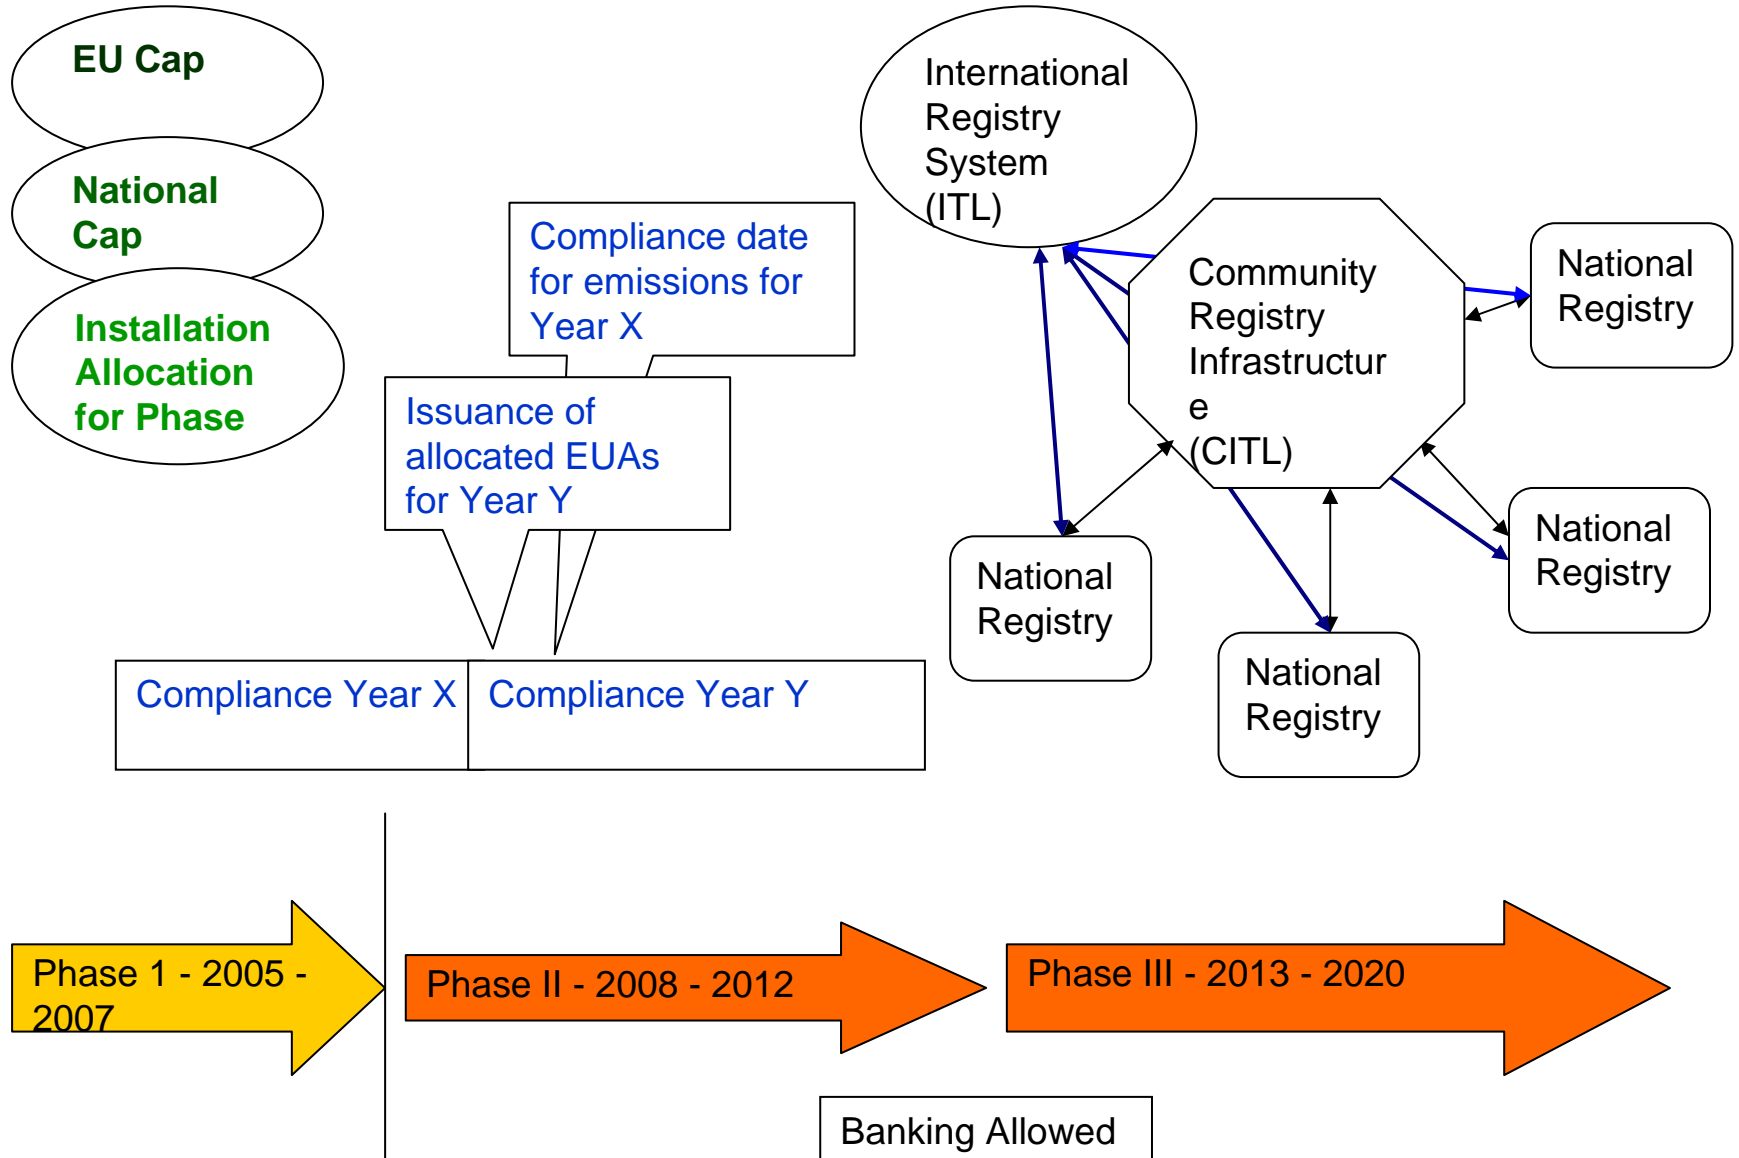 EU Cap
National
Cap
Installation
Allocation
for Phase
Compliance date
for emissions for
Year X
Issuance of
allocated EUAs
for Year Y
Compliance Year X
Compliance Year Y
International
Registry
System
(ITL)
Community
Registry
Infrastructur
e
(CITL)
National
Registry
National
Registry
National
Registry
National
Registry
Phase 1 - 2005 -
2007
Phase II - 2008 - 2012
Phase III - 2013 - 2020
Banking Allowed